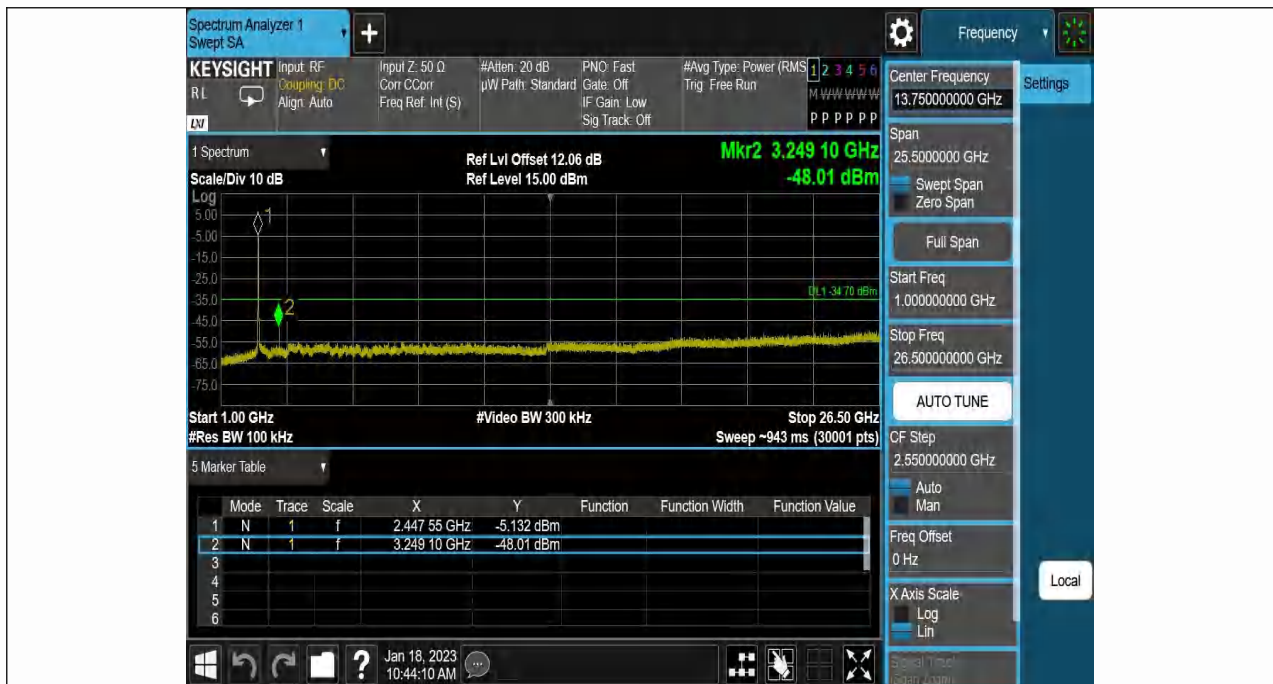 Spectrum Analyzer 1
Swept SA
+
Frequency
KEYSIGHT
RL
LXI
Input: RF
Coupling: DC
Align: Auto
Input Z: 50 Ω
Corr CCorr
Freq Ref: Int (S)
#Atten: 20 dB
µW Path: Standard
PNO: Fast
Gate: Off
IF Gain: Low
Sig Track: Off
#Avg Type: Power (RMS
Trig: Free Run
1 2 3 4 5 6
M W W W W W
P P P P P P
Center Frequency
13.750000000 GHz
Settings
Span
25.5000000 GHz
Swept Span
Zero Span
Full Span
Start Freq
1.000000000 GHz
Stop Freq
26.500000000 GHz
AUTO TUNE
CF Step
2.550000000 GHz
Auto
Man
Freq Offset
0 Hz
X Axis Scale
Log
Lin
Signal Track
(Span Zoom)
Local
1 Spectrum
Scale/Div 10 dB
Ref Lvl Offset 12.06 dB
Ref Level 15.00 dBm
Mkr2 3.249 10 GHz
-48.01 dBm
Log
5.00
-5.00
-15.0
-25.0
-35.0
-45.0
-55.0
-65.0
-75.0
1
2
DL1 -34.70 dBm
Start 1.00 GHz
#Video BW 300 kHz
Stop 26.50 GHz
#Res BW 100 kHz
Sweep ~943 ms (30001 pts)
5 Marker Table
Mode Trace Scale X Y Function Function Width Function Value
1 N 1 f 2.447 55 GHz -5.132 dBm
2 N 1 f 3.249 10 GHz -48.01 dBm
3
4
5
6
?
Jan 18, 2023
10:44:10 AM